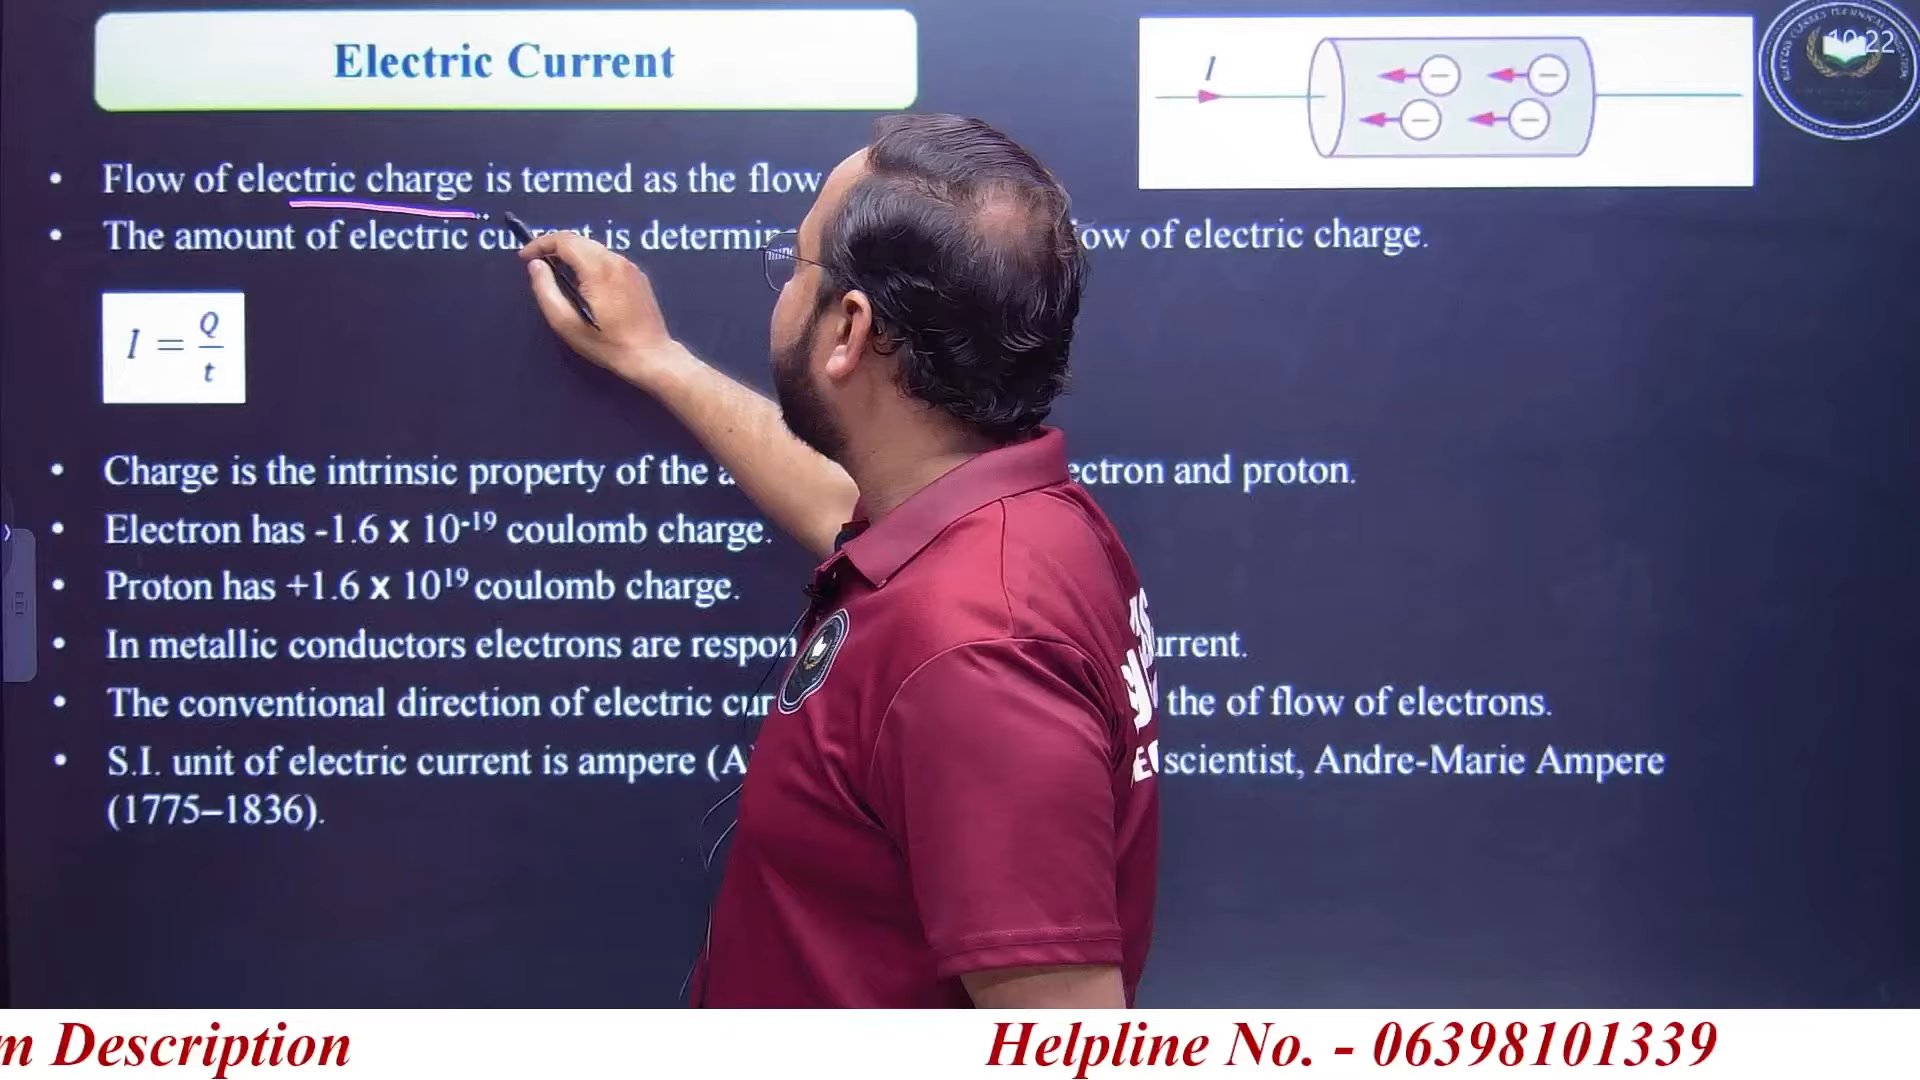 Electric Current
I
10:22
Flow of electric charge is termed as the flow
The amount of electric current is determin ow of electric charge.
I = Q/t
Charge is the intrinsic property of the a ectron and proton.
Electron has -1.6 x 10⁻¹⁹ coulomb charge.
Proton has +1.6 x 10¹⁹ coulomb charge.
In metallic conductors electrons are respon urrent.
The conventional direction of electric cur the of flow of electrons.
S.I. unit of electric current is ampere (A) scientist, Andre-Marie Ampere
(1775–1836).
m Description Helpline No. - 06398101339